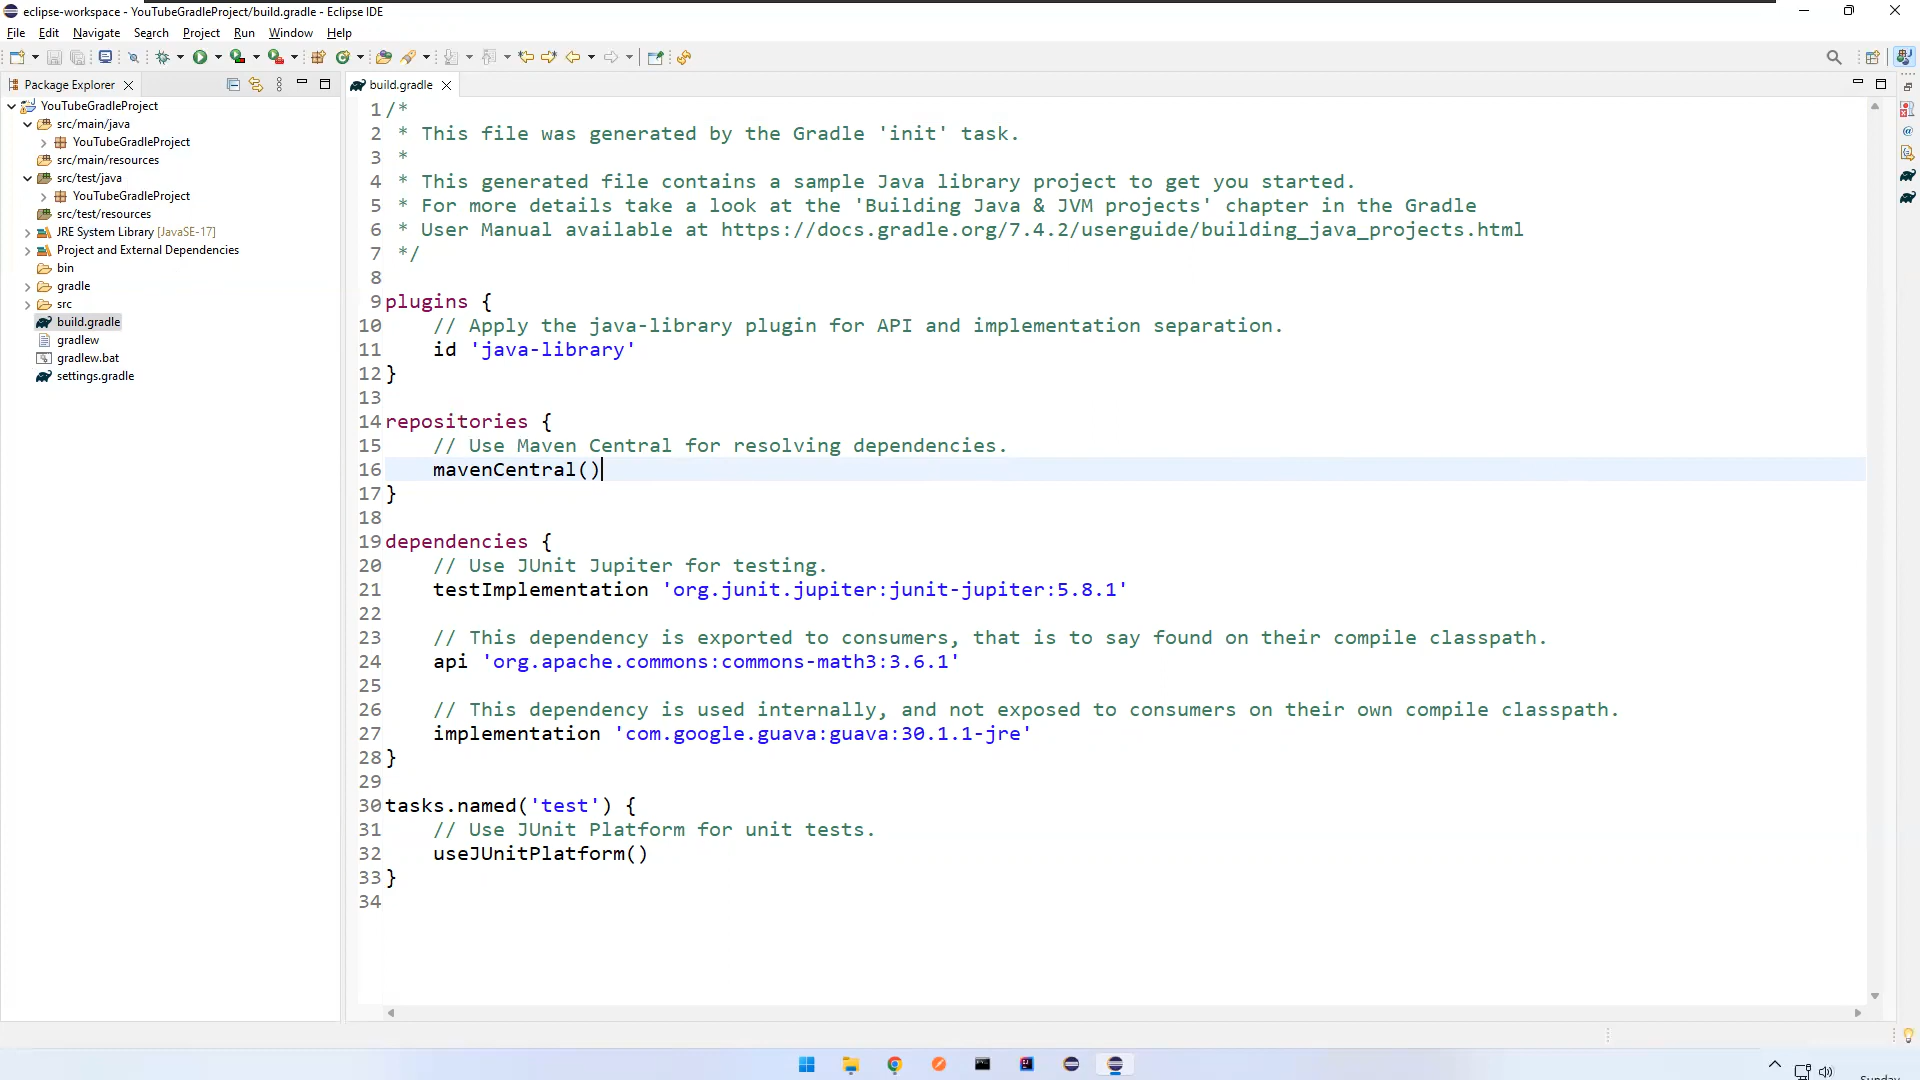 eclipse-workspace - YouTubeGradleProject/build.gradle - Eclipse IDE
File Edit Navigate Search Project Run Window Help
Package Explorer
build.gradle
YouTubeGradleProject
src/main/java
YouTubeGradleProject
src/main/resources
src/test/java
YouTubeGradleProject
src/test/resources
JRE System Library [JavaSE-17]
Project and External Dependencies
bin
gradle
src
build.gradle
gradlew
gradlew.bat
settings.gradle
1 /*
2 * This file was generated by the Gradle 'init' task.
3 *
4 * This generated file contains a sample Java library project to get you started.
5 * For more details take a look at the 'Building Java & JVM projects' chapter in the Gradle
6 * User Manual available at https://docs.gradle.org/7.4.2/userguide/building_java_projects.html
7 */
8
9 plugins {
10 // Apply the java-library plugin for API and implementation separation.
11 id 'java-library'
12 }
13
14 repositories {
15 // Use Maven Central for resolving dependencies.
16 mavenCentral()
17 }
18
19 dependencies {
20 // Use JUnit Jupiter for testing.
21 testImplementation 'org.junit.jupiter:junit-jupiter:5.8.1'
22
23 // This dependency is exported to consumers, that is to say found on their compile classpath.
24 api 'org.apache.commons:commons-math3:3.6.1'
25
26 // This dependency is used internally, and not exposed to consumers on their own compile classpath.
27 implementation 'com.google.guava:guava:30.1.1-jre'
28 }
29
30 tasks.named('test') {
31 // Use JUnit Platform for unit tests.
32 useJUnitPlatform()
33 }
34
Sunday